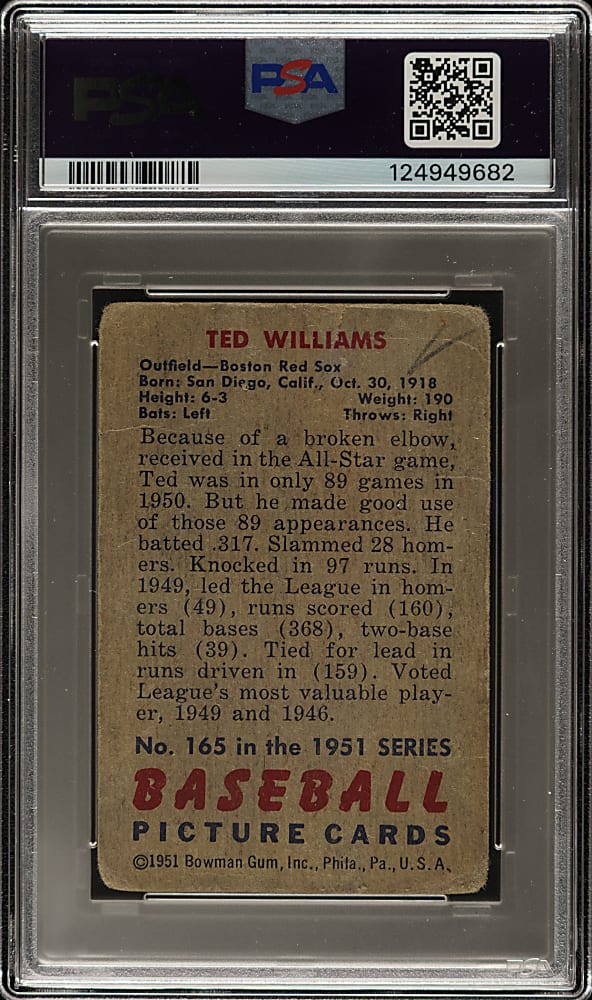 PSA
PSA
124949682
TED WILLIAMS
Outfield—Boston Red Sox
Born: San Diego, Calif., Oct. 30, 1918
Height: 6-3 Weight: 190
Bats: Left Throws: Right
Because of a broken elbow,
received in the All-Star game,
Ted was in only 89 games in
1950. But he made good use
of those 89 appearances. He
batted .317. Slammed 28 hom-
ers. Knocked in 97 runs. In
1949, led the League in hom-
ers (49), runs scored (160),
total bases (368), two-base
hits (39). Tied for lead in
runs driven in (159). Voted
League's most valuable play-
er, 1949 and 1946.
No. 165 in the 1951 SERIES
BASEBALL
PICTURE CARDS
©1951 Bowman Gum, Inc., Phila., Pa., U.S.A.
PSA